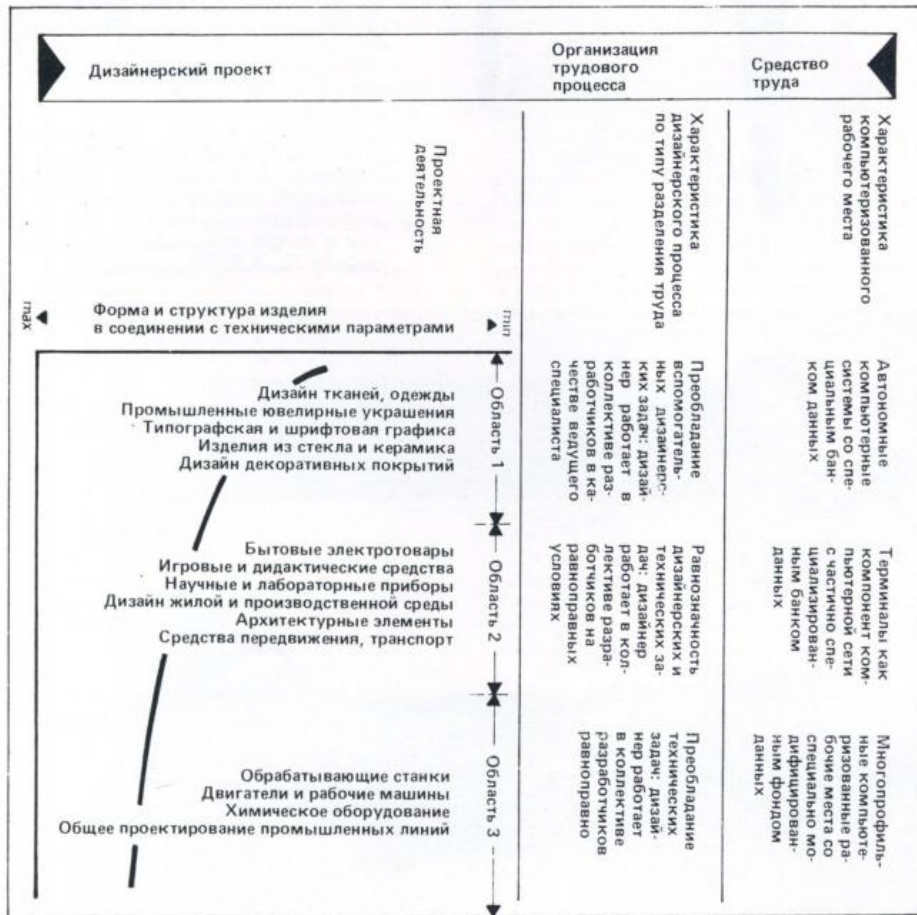 Дизайнерский проект
Организация
трудового
процесса
Средство
труда
Проектная
деятельность
Характеристика
дизайнерского процесса
по типу разделения труда
Характеристика
компьютеризованного
рабочего места
max
Форма и структура изделия
в соединении с техническими параметрами
min
Дизайн тканей, одежды
Промышленные ювелирные украшения
Типографская и шрифтовая графика
Изделия из стекла и керамика
Дизайн декоративных покрытий
Область 1
Преобладание
вспомогатель-
ных дизайнерс-
ких задач: дизай-
нер работает в
коллективе раз-
работчиков в ка-
честве ведущего
специалиста
Автономные
компьютерные
системы со спе-
циальным бан-
ком данных
Бытовые электротовары
Игровые и дидактические средства
Научные и лабораторные приборы
Дизайн жилой и производственной среды
Архитектурные элементы
Средства передвижения, транспорт
Область 2
Равнозначность
дизайнерских и
технических за-
дач: дизайнер
работает в кол-
лективе разра-
ботчиков на
равноправных
условиях
Терминалы как
компонент ком-
пьютерной сети
с частично спе-
циализирован-
ным банком
данных
Обрабатывающие станки
Двигатели и рабочие машины
Химическое оборудование
Общее проектирование промышленных линий
Область 3
Преобладание
технических
задач: дизай-
нер работает
в коллективе
разработчиков
равноправно
Многопрофиль-
ные компьюте-
ризованные ра-
бочие места со
специально мо-
дифицирован-
ным фондом
данных